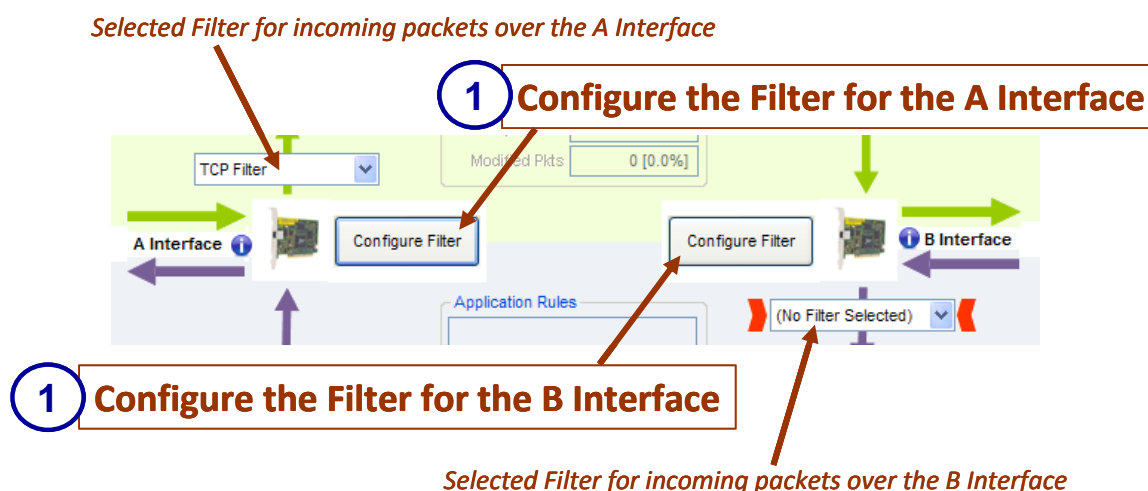 Selected Filter for incoming packets over the A Interface
1 Configure the Filter for the A Interface
Modified Pkts 0 [0.0%]
TCP Filter
A Interface Configure Filter Configure Filter B Interface
Application Rules
(No Filter Selected)
1 Configure the Filter for the B Interface
Selected Filter for incoming packets over the B Interface